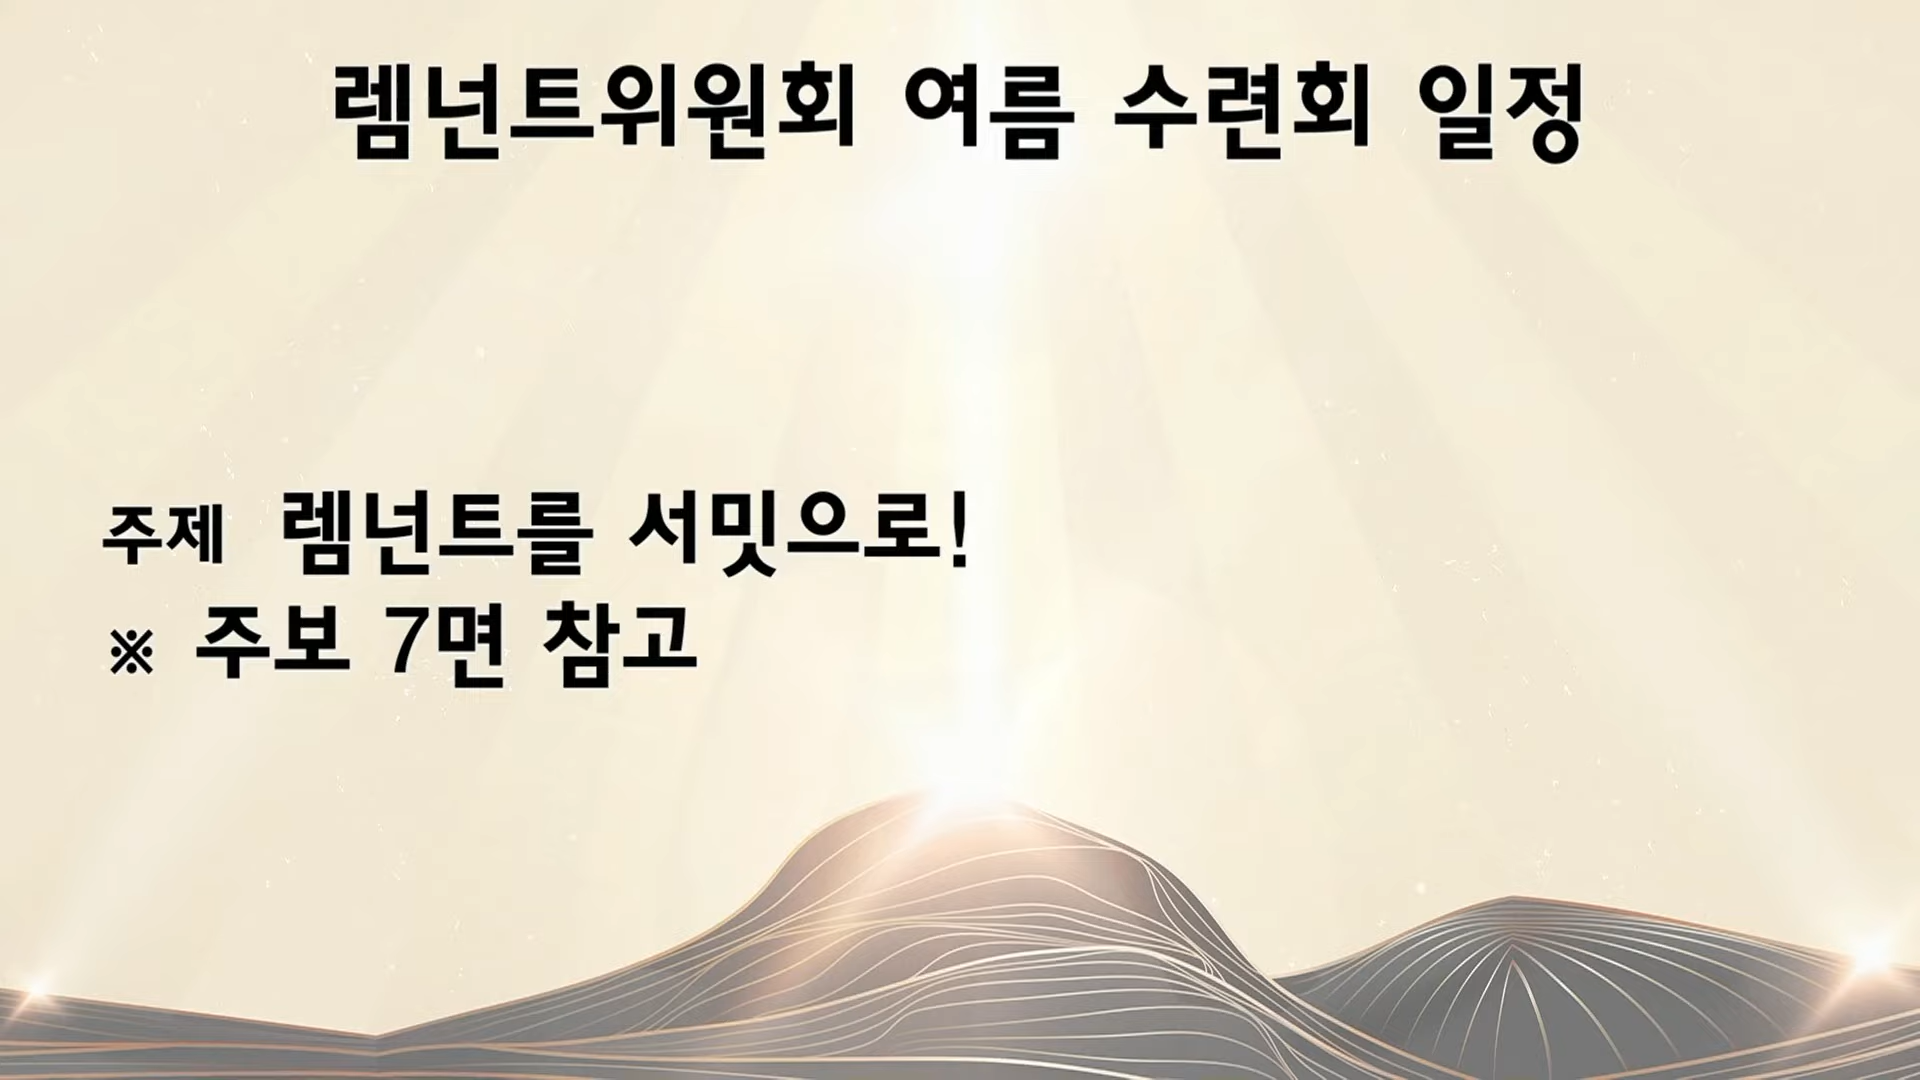 렘넌트위원회 여름 수련회 일정
주제 렘넌트를 서밋으로!
※ 주보 7면 참고